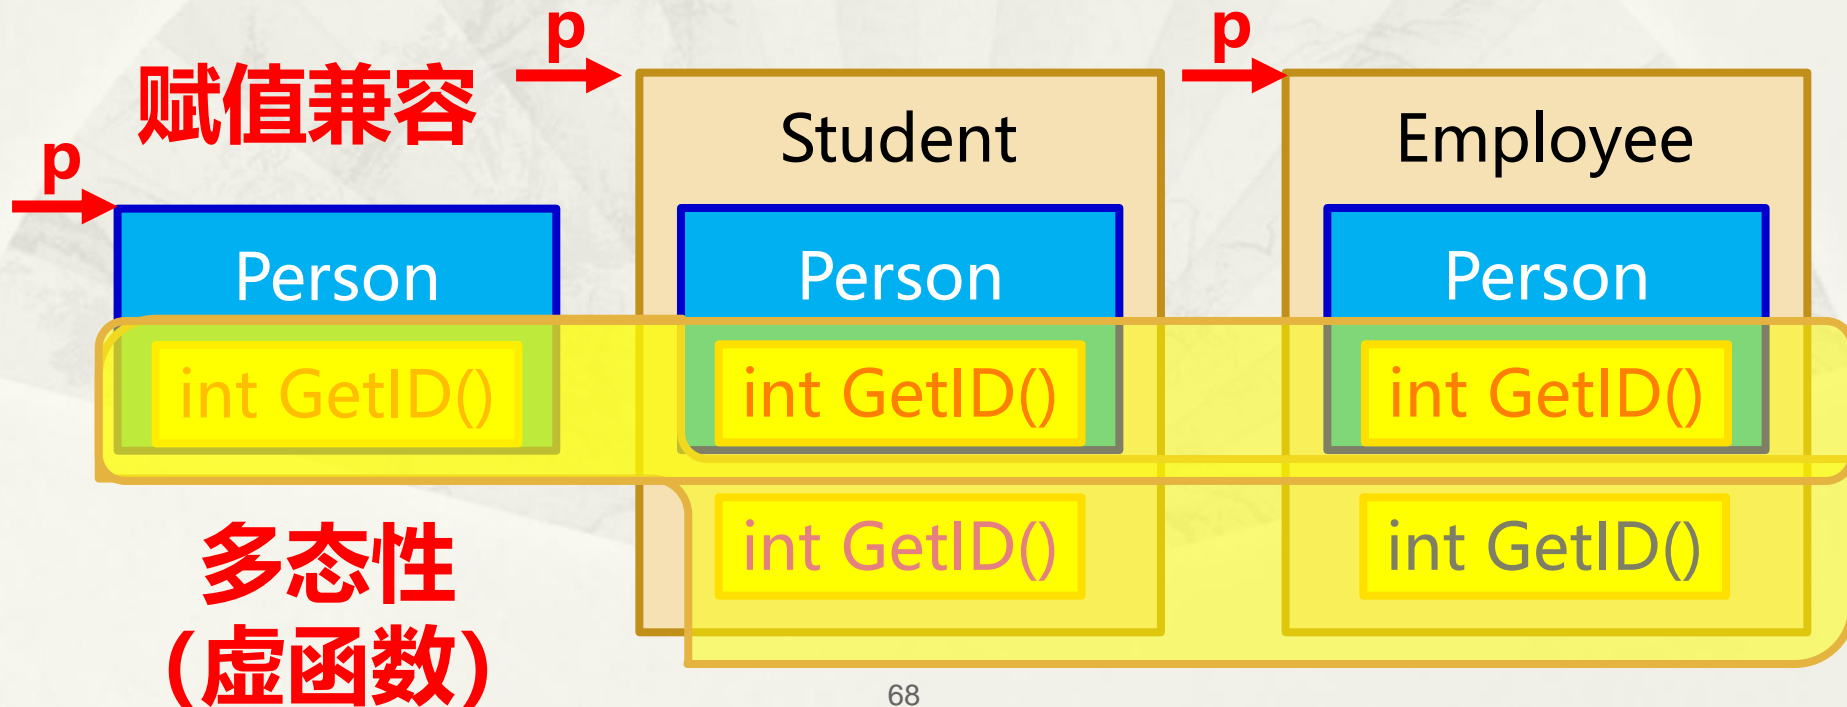 赋值兼容
p
p
p
Student
Employee
Person
Person
Person
int GetID()
int GetID()
int GetID()
int GetID()
int GetID()
多态性
(虚函数)
68